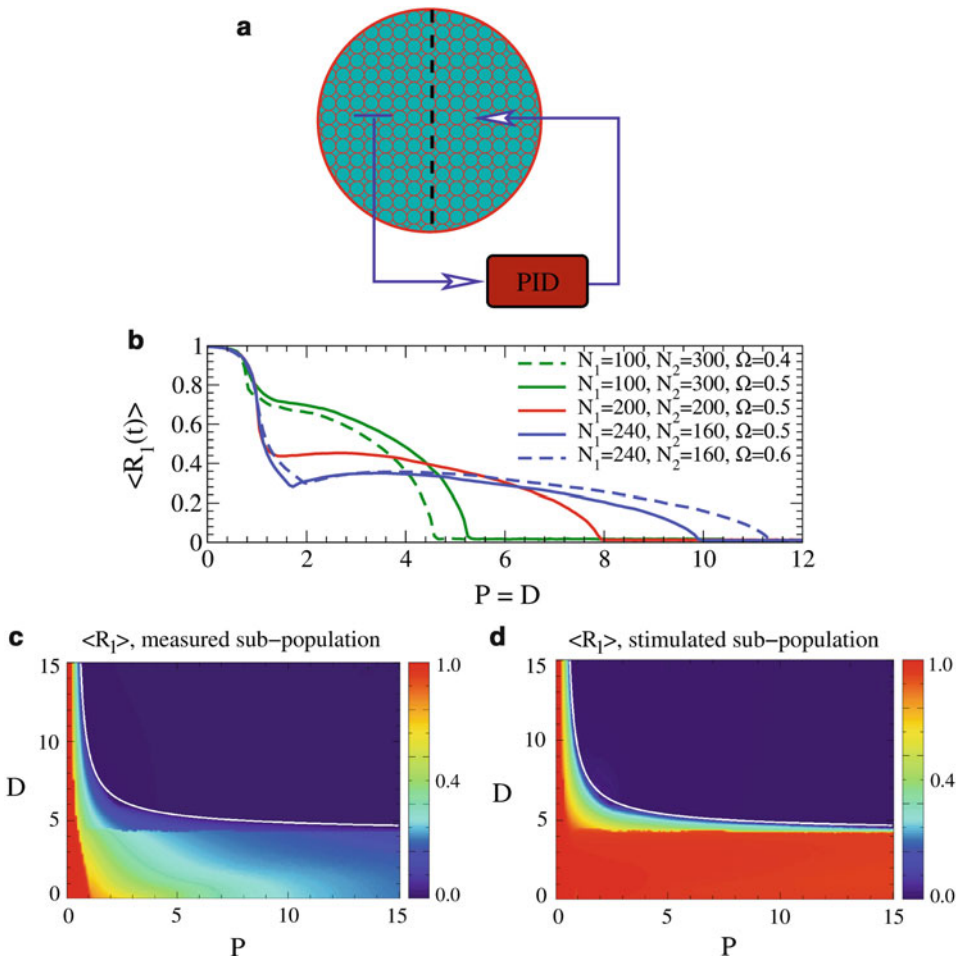 a
PID
b
<R₁(t)>
1
0.8
0.6
0.4
0.2
0
0 2 4 6 8 10 12
P = D
N₁=100, N₂=300, Ω=0.4
N₁=100, N₂=300, Ω=0.5
N₁=200, N₂=200, Ω=0.5
N₁=240, N₂=160, Ω=0.5
N₁=240, N₂=160, Ω=0.6
c <R₁>, measured sub-population
15
10
5
0
D
0 5 10 15
P
1.0
0.4
0.0
d <R₁>, stimulated sub-population
15
10
5
0
D
0 5 10 15
P
1.0
0.4
0.0